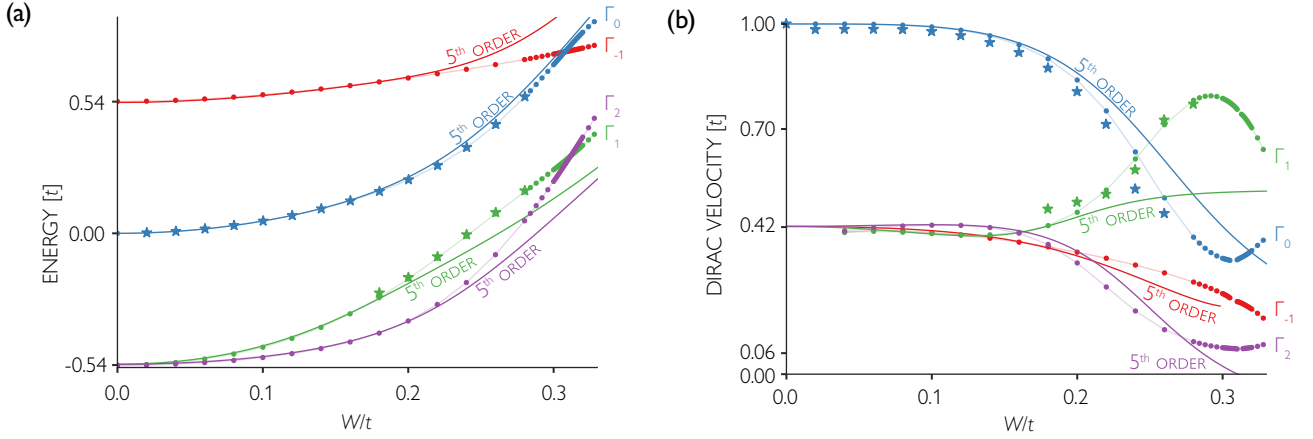 (a)
ENERGY [t]
0.54
0.00
-0.54
0.0
0.1
0.2
0.3
W/t
5th ORDER
5th ORDER
5th ORDER
5th ORDER
Γ0
Γ-1
Γ2
Γ1
(b)
DIRAC VELOCITY [t]
1.00
0.70
0.42
0.06
0.00
0.0
0.1
0.2
0.3
W/t
5th ORDER
5th ORDER
5th ORDER
5th ORDER
Γ1
Γ0
Γ-1
Γ2